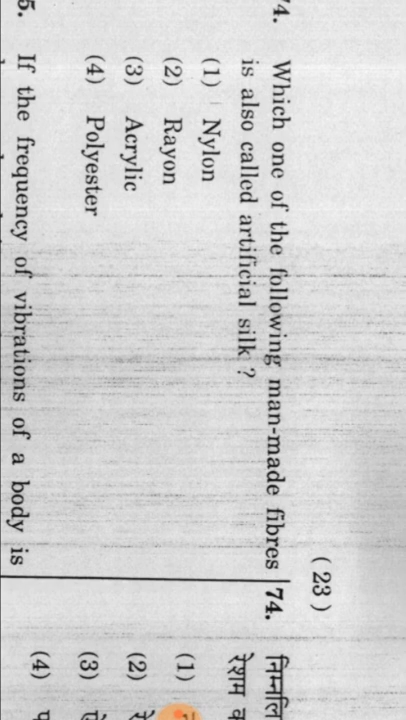 ( 23 )
74. Which one of the following man-made fibres
is also called artificial silk ?
(1) Nylon
(2) Rayon
(3) Acrylic
(4) Polyester
5. If the frequency of vibrations of a body is
74.
रेशम
(1)
(2)
(3)
(4)